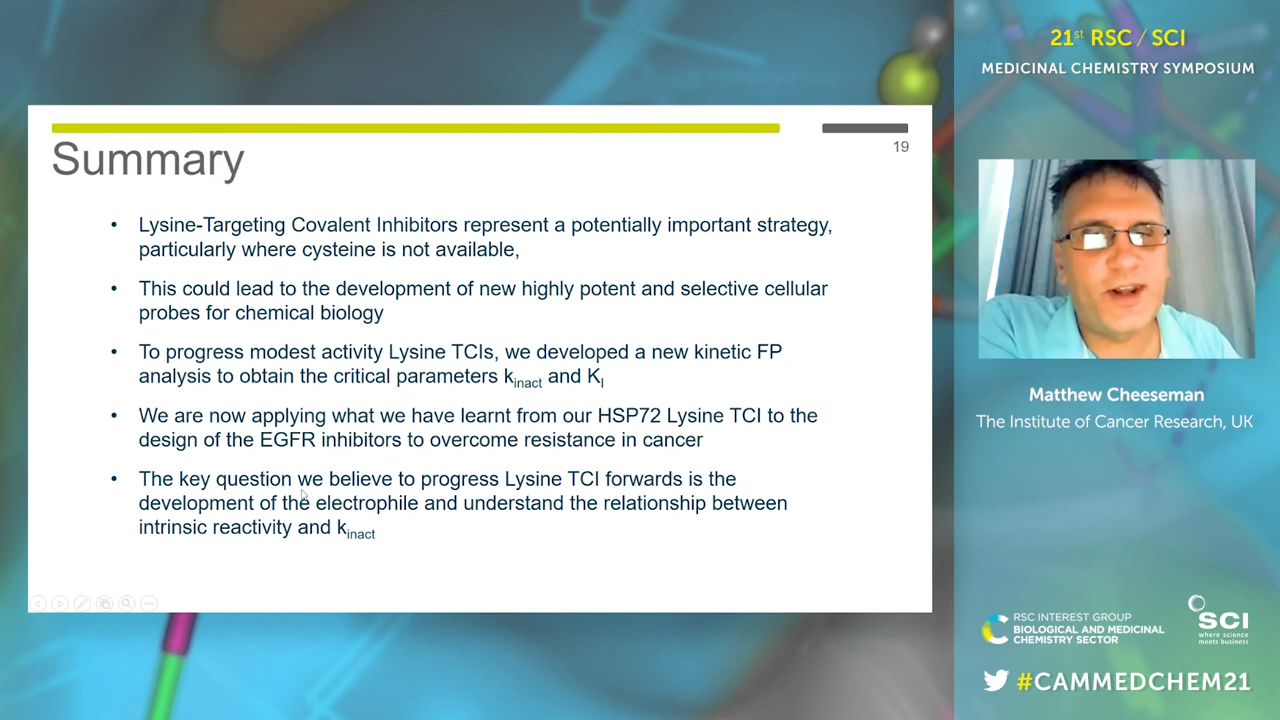 Summary
19
• Lysine-Targeting Covalent Inhibitors represent a potentially important strategy,
particularly where cysteine is not available,
• This could lead to the development of new highly potent and selective cellular
probes for chemical biology
• To progress modest activity Lysine TCIs, we developed a new kinetic FP
analysis to obtain the critical parameters kinact and KI
• We are now applying what we have learnt from our HSP72 Lysine TCI to the
design of the EGFR inhibitors to overcome resistance in cancer
• The key question we believe to progress Lysine TCI forwards is the
development of the electrophile and understand the relationship between
intrinsic reactivity and kinact
21st RSC / SCI
MEDICINAL CHEMISTRY SYMPOSIUM
Matthew Cheeseman
The Institute of Cancer Research, UK
RSC INTEREST GROUP
BIOLOGICAL AND MEDICINAL
CHEMISTRY SECTOR
SCI
where science
meets business
#CAMMEDCHEM21